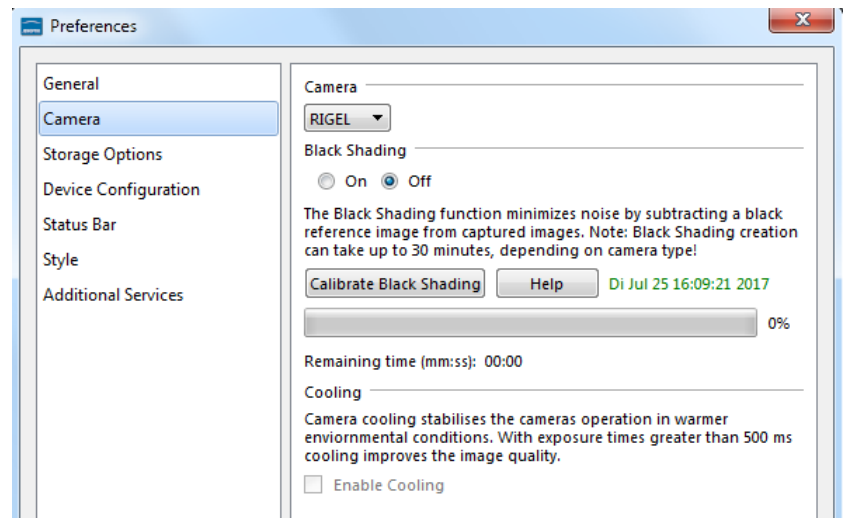 Preferences
General
Camera
Storage Options
Device Configuration
Status Bar
Style
Additional Services
Camera
RIGEL
Black Shading
On Off
The Black Shading function minimizes noise by subtracting a black
reference image from captured images. Note: Black Shading creation
can take up to 30 minutes, depending on camera type!
Calibrate Black Shading Help Di Jul 25 16:09:21 2017
0%
Remaining time (mm:ss): 00:00
Cooling
Camera cooling stabilises the cameras operation in warmer
enviornmental conditions. With exposure times greater than 500 ms
cooling improves the image quality.
Enable Cooling